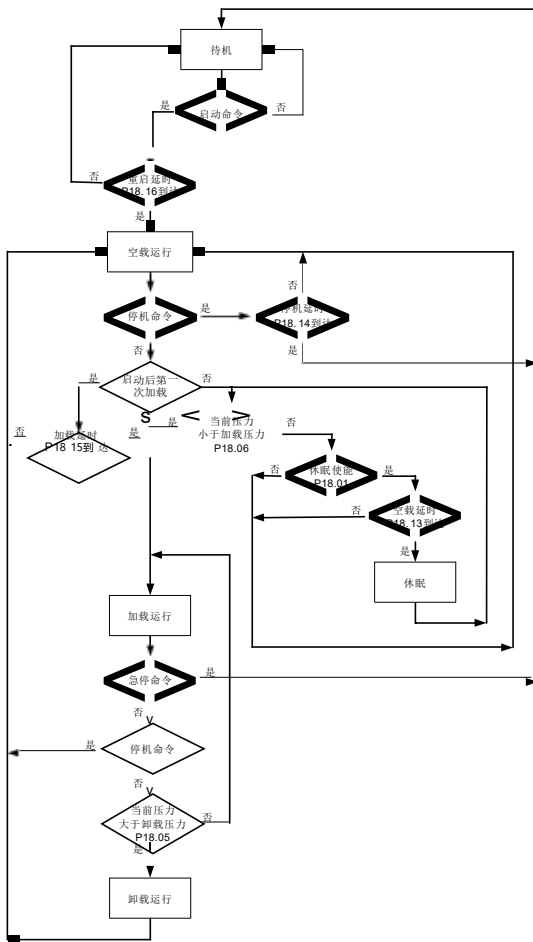 待机
是
启动命令
否
否
重启延时
P18.16到达
是
空载运行
停机命令
是
否
停机延时
P18.14到达
是
否
启动后第一
次加载
是
否
否
加载延时
P18 15到 达
是
S
是
<
>
当前压力
小于加载压力
P18.06
否
否
休眠使能
P18.01
是
否
空载延时
P18.13到达
是
休眠
加载运行
急停命令
是
否
V
是
停机命令
否
V
当前压力
大于卸载压力
P18.05
否
是
卸载运行